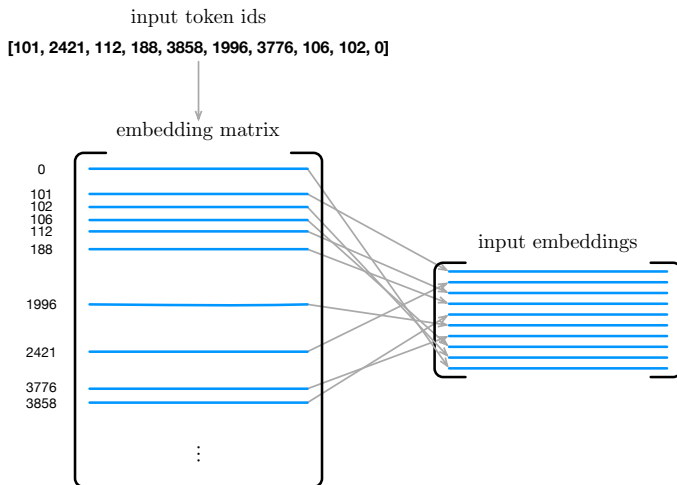 input token ids
[101, 2421, 112, 188, 3858, 1996, 3776, 106, 102, 0]
embedding matrix
0
101
102
106
112
188
input embeddings
1996
2421
3776
3858
⋮